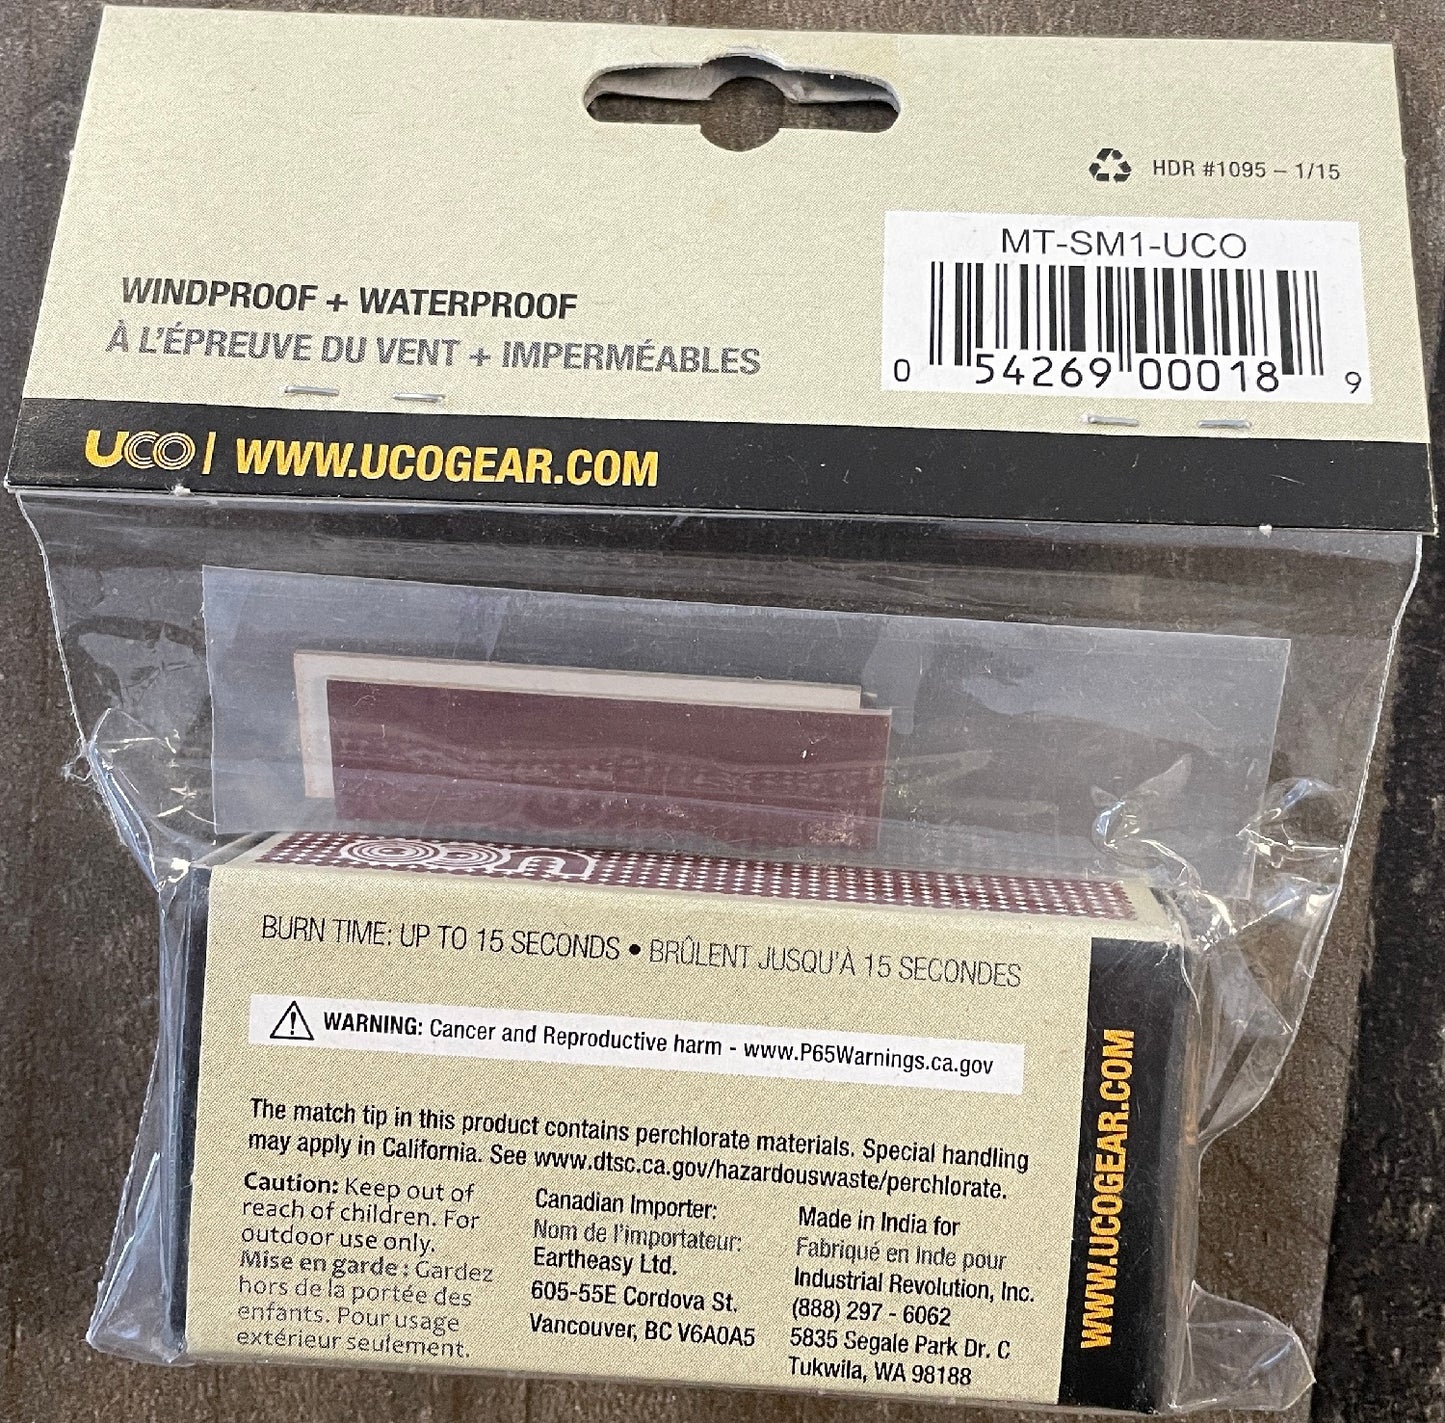 HDR #1095 – 1/15
MT-SM1-UCO
0 54269 00018 9
WINDPROOF + WATERPROOF
À L'ÉPREUVE DU VENT + IMPERMÉABLES
UCO | WWW.UCOGEAR.COM
UCO
BURN TIME: UP TO 15 SECONDS • BRÛLENT JUSQU'À 15 SECONDES
WARNING: Cancer and Reproductive harm - www.P65Warnings.ca.gov
The match tip in this product contains perchlorate materials. Special handling
may apply in California. See www.dtsc.ca.gov/hazardouswaste/perchlorate.
Caution: Keep out of
reach of children. For
outdoor use only.
Mise en garde : Gardez
hors de la portée des
enfants. Pour usage
extérieur seulement.
Canadian Importer:
Nom de l'importateur:
Eartheasy Ltd.
605-55E Cordova St.
Vancouver, BC V6A0A5
Made in India for
Fabriqué en Inde pour
Industrial Revolution, Inc.
(888) 297 - 6062
5835 Segale Park Dr. C
Tukwila, WA 98188
WWW.UCOGEAR.COM